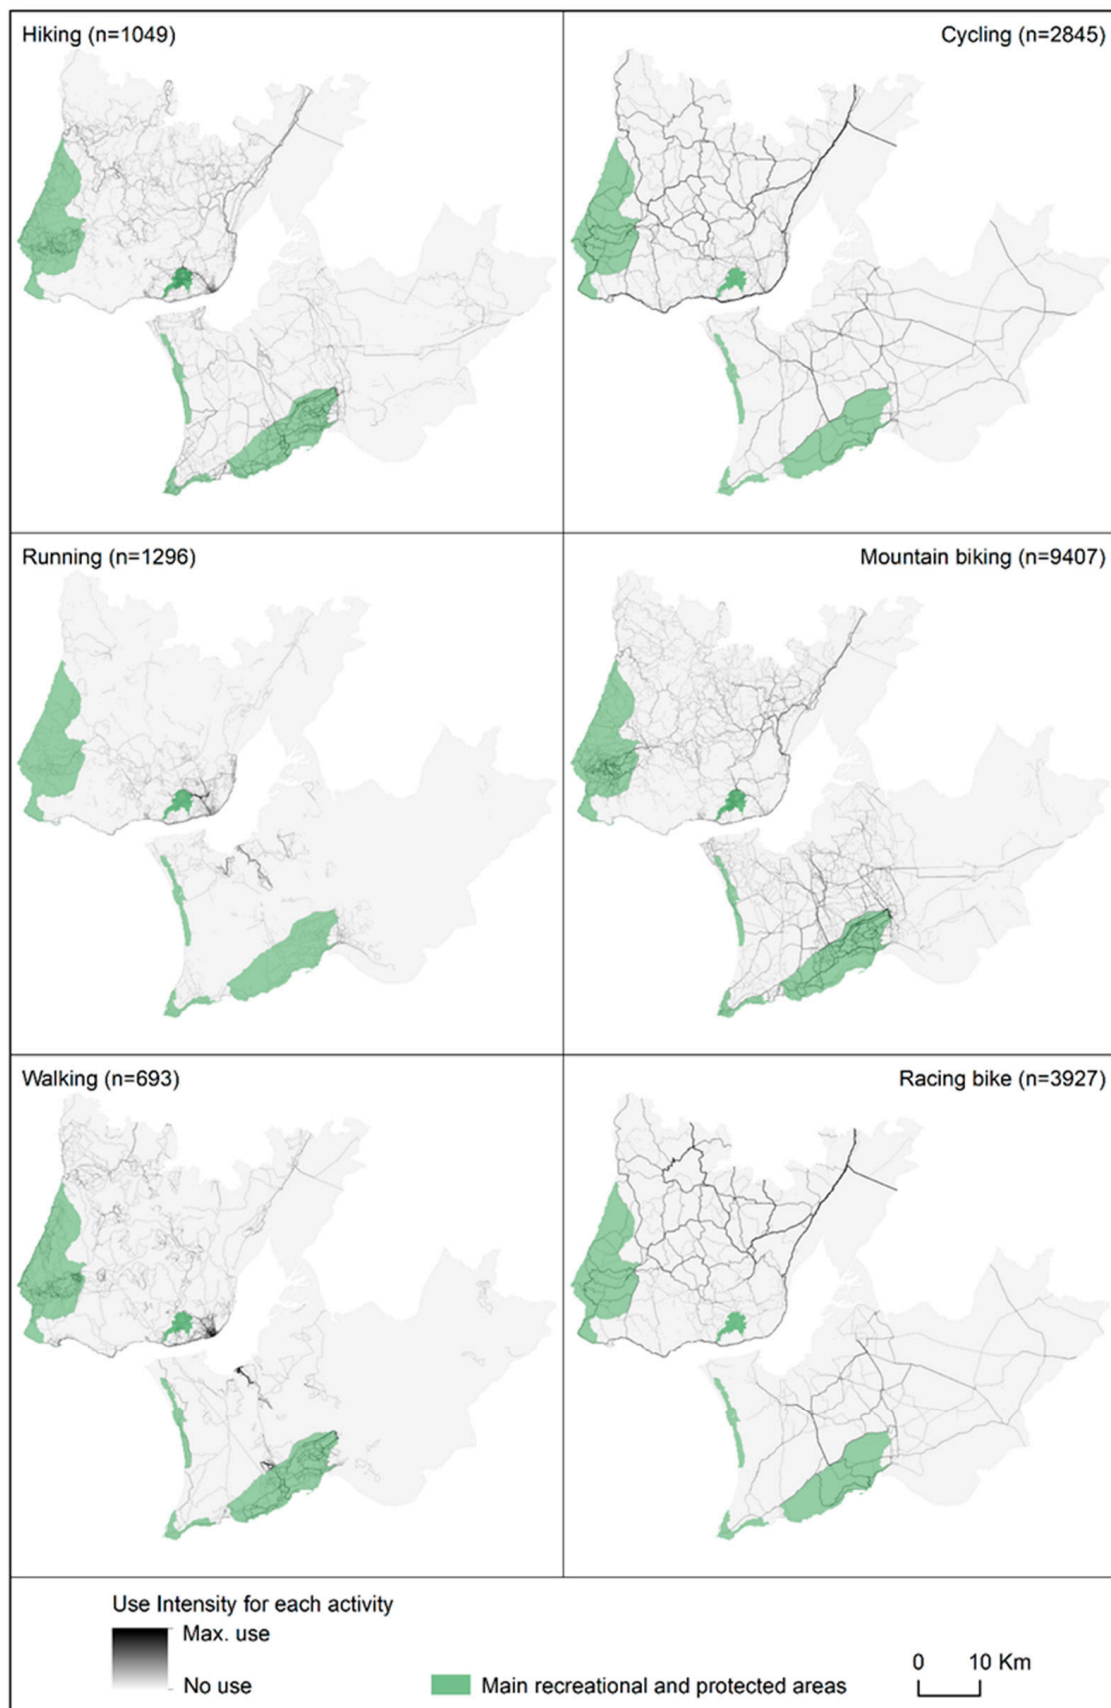 Hiking (n=1049)
Cycling (n=2845)
Running (n=1296)
Mountain biking (n=9407)
Walking (n=693)
Racing bike (n=3927)
Use Intensity for each activity
Max. use
No use
Main recreational and protected areas
0 10 Km